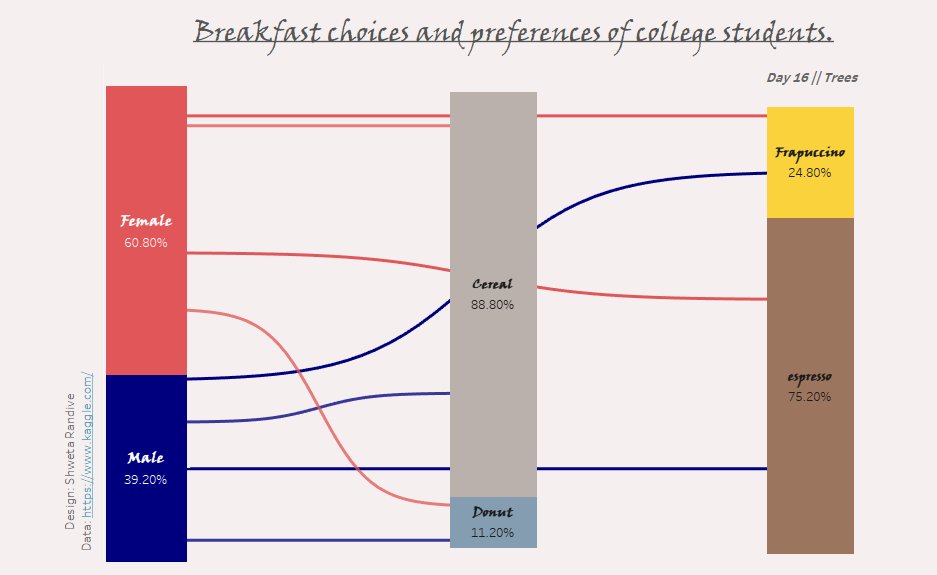 Breakfast choices and preferences of college students.
Day 16 // Trees
Female
60.80%
Male
39.20%
Cereal
88.80%
Donut
11.20%
Frapuccino
24.80%
espresso
75.20%
Design: Shweta Randive
Data: https://www.kaggle.com/